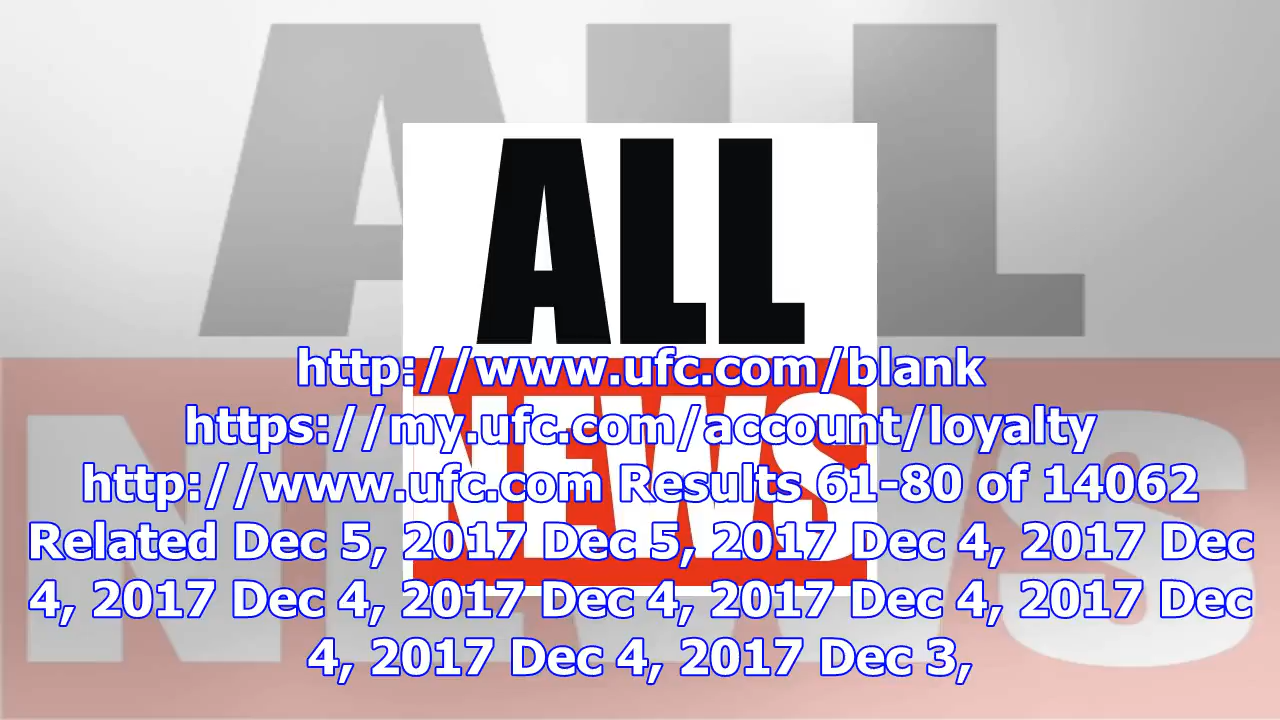 ALL
NEWS
http://www.ufc.com/blank
https://my.ufc.com/account/loyalty
http://www.ufc.com Results 61-80 of 14062
Related Dec 5, 2017 Dec 5, 2017 Dec 4, 2017 Dec
4, 2017 Dec 4, 2017 Dec 4, 2017 Dec 4, 2017 Dec
4, 2017 Dec 4, 2017 Dec 3,